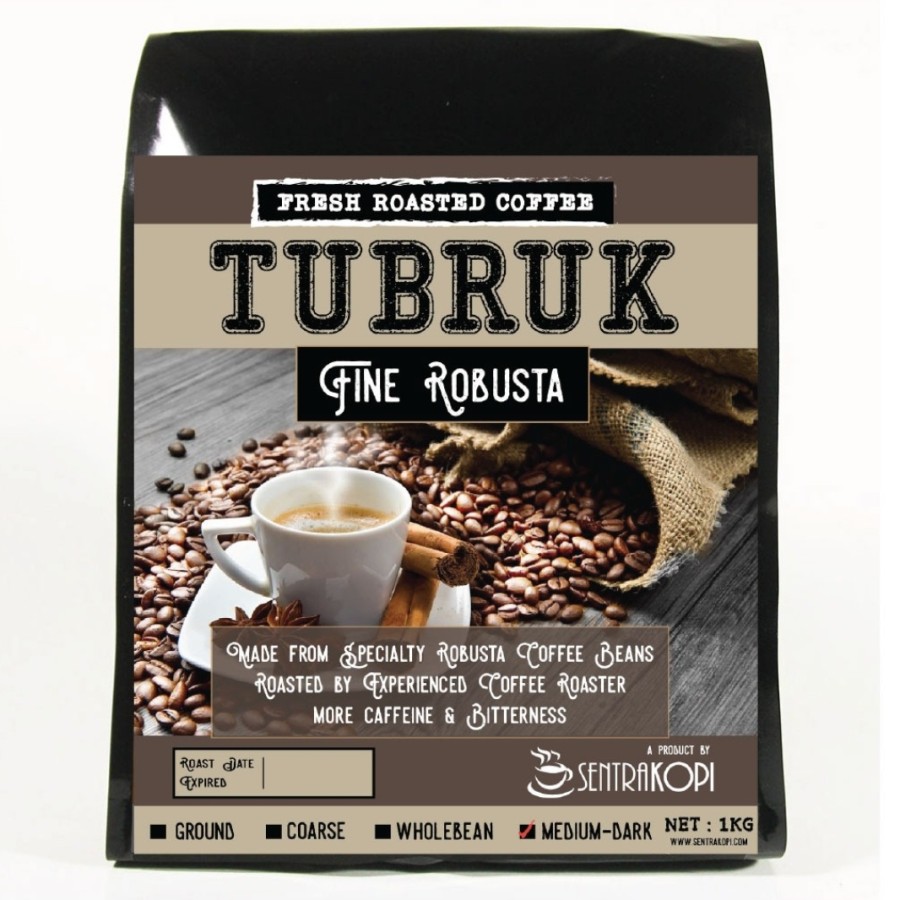 FRESH ROASTED COFFEE
TUBRUK
FINE ROBUSTA
MADE FROM SPECIALTY ROBUSTA COFFEE BEANS
ROASTED BY EXPERIENCED COFFEE ROASTER
MORE CAFFEINE & BITTERNESS
ROAST DATE
EXPIRED
A PRODUCT BY
SENTRAKOPI
GROUND COARSE WHOLEBEAN MEDIUM-DARK NET : 1KG
WWW.SENTRAKOPI.COM